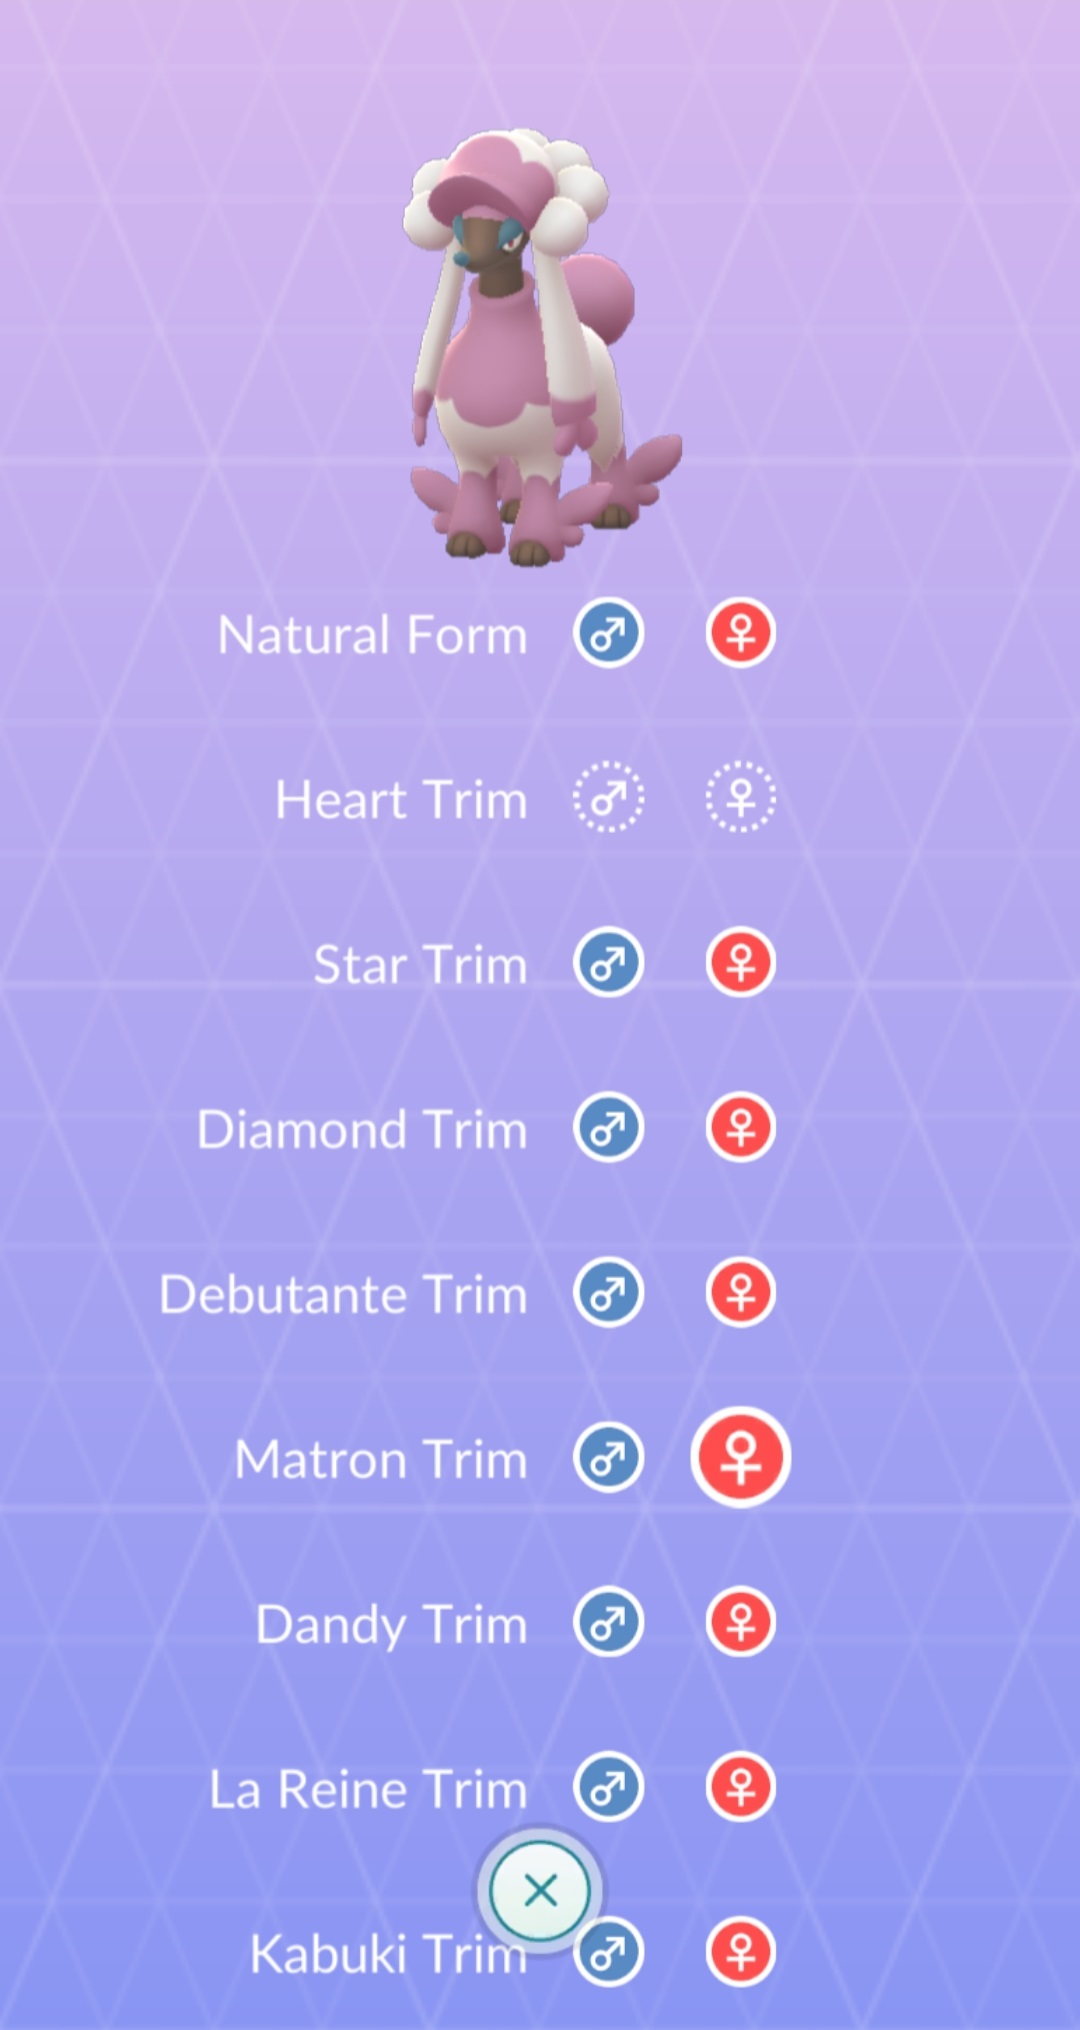 Natural Form
Heart Trim
Star Trim
Diamond Trim
Debutante Trim
Matron Trim
Dandy Trim
La Reine Trim
Kabuki Trim